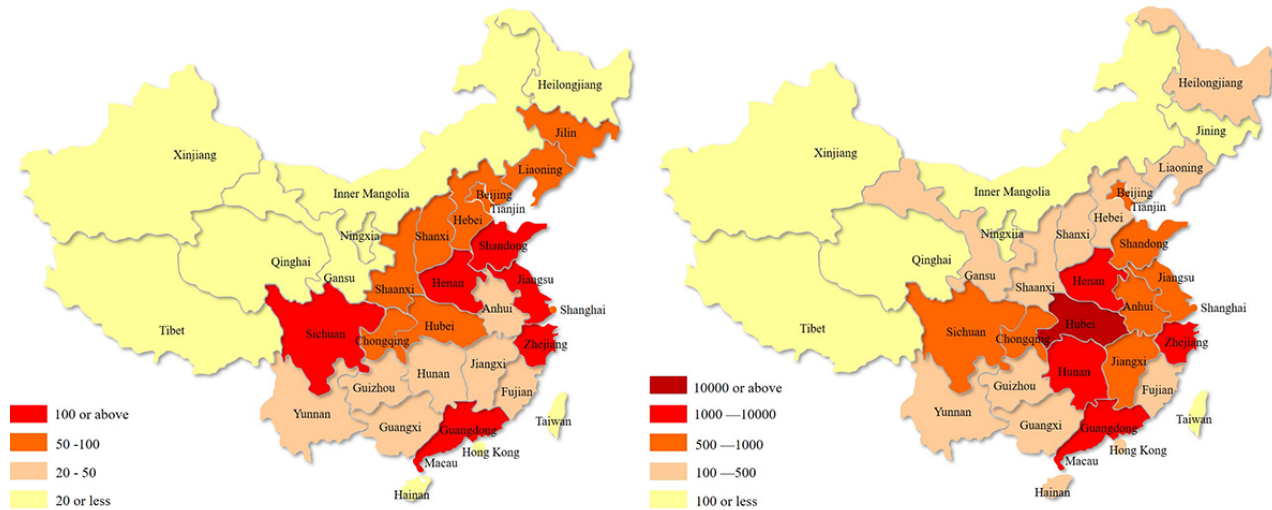 Heilongjiang
Jilin
Liaoning
Xinjiang
Inner Mangolia
Beijing
Tianjin
Hebei
Ningxia
Shanxi
Shandong
Qinghai
Gansu
Shaanxi
Henan
Jiangsu
Tibet
Anhui
Shanghai
Sichuan
Hubei
Chongqing
Zhejiang
Hunan
Jiangxi
Guizhou
Fujian
Yunnan
Guangxi
Guangdong
Taiwan
Hong Kong
Macau
Hainan
100 or above
50 -100
20 - 50
20 or less
Heilongjiang
Jining
Liaoning
Xinjiang
Inner Mangolia
Beijing
Tianjin
Hebei
Ningxiia
Shanxi
Shandong
Qinghai
Gansu
Shaanxi
Henan
Jiangsu
Tibet
Anhui
Shanghai
Sichuan
Hubei
Chongqing
Zhejiang
Hunan
Jiangxi
Guizhou
Fujian
Yunnan
Guangxi
Guangdong
Taiwan
Hong Kong
Macau
Hainan
10000 or above
1000 —10000
500 —1000
100 —500
100 or less